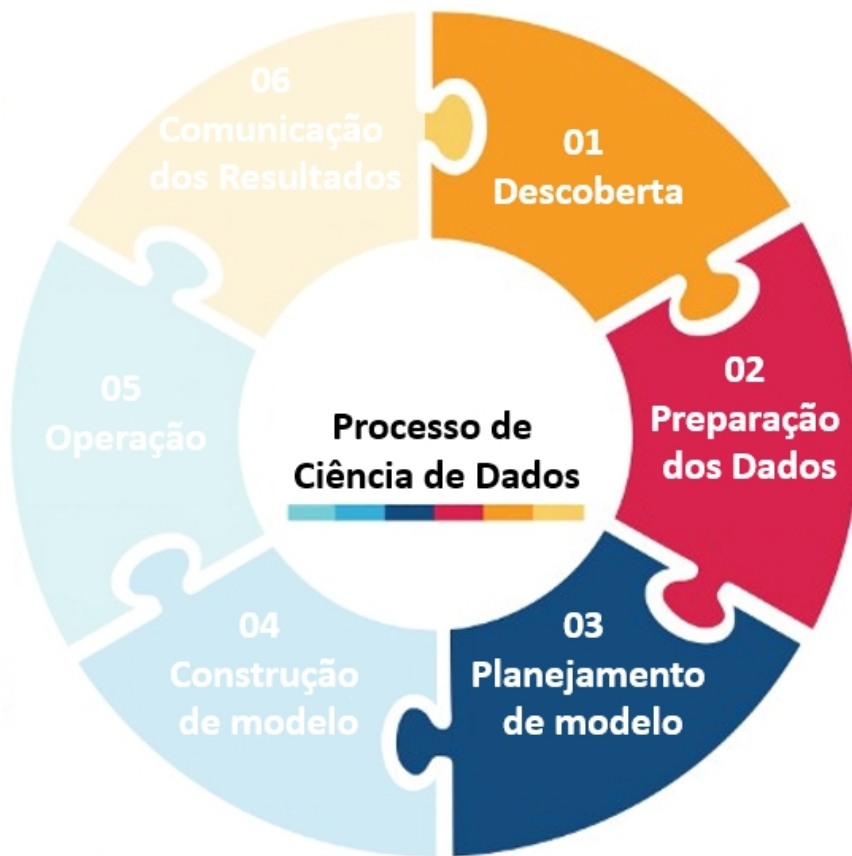 Processo de
Ciência de Dados
01
Descoberta
02
Preparação
dos Dados
03
Planejamento
de modelo
04
Construção
de modelo
05
Operação
06
Comunicação
dos Resultados